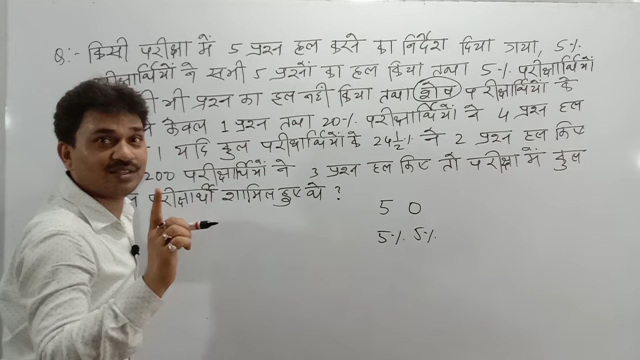 Q:- किसी परीक्षा में 5 प्रश्न हल करने का निर्देश दिया गया, 5%
परीक्षार्थियों ने सभी 5 प्रश्नों का हल किया तथा 5% परीक्षार्थियों
भी प्रश्न का हल नही किया तथा शेष परीक्षार्थियों के
केवल 1 प्रश्न तथा 20% परीक्षार्थियों ने 4 प्रश्न हल
। यदि कुल परीक्षार्थियों के 24 1/2 % ने 2 प्रश्न हल किए
200 परीक्षार्थियों ने 3 प्रश्न हल किए तो परीक्षा में कुल
परीक्षार्थी शामिल हुए थे ?
5 0
5% 5%